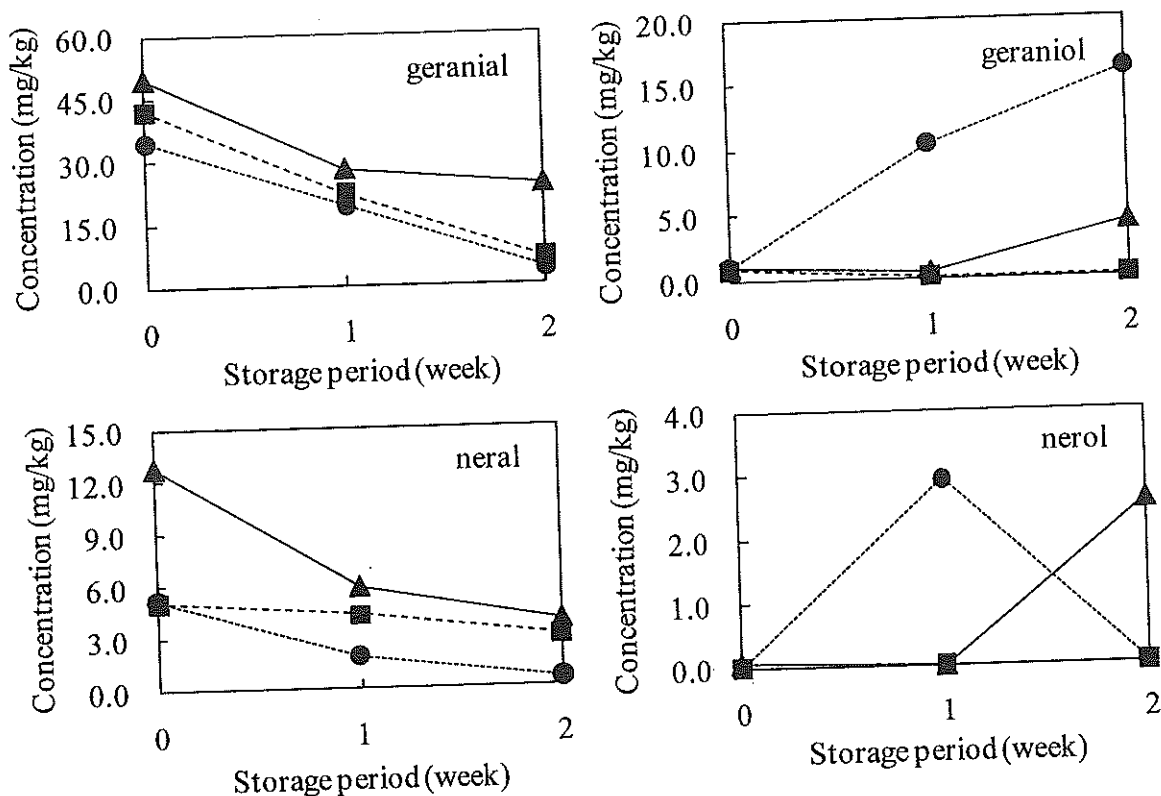 Concentration (mg/kg)
60.0
45.0
30.0
15.0
0.0
geranial
0
1
2
Storage period (week)
Concentration (mg/kg)
20.0
15.0
10.0
5.0
0.0
geraniol
0
1
2
Storage period (week)
Concentration (mg/kg)
15.0
12.0
9.0
6.0
3.0
0.0
neral
0
1
2
Storage period (week)
Concentration (mg/kg)
4.0
3.0
2.0
1.0
0.0
nerol
0
1
2
Storage period (week)